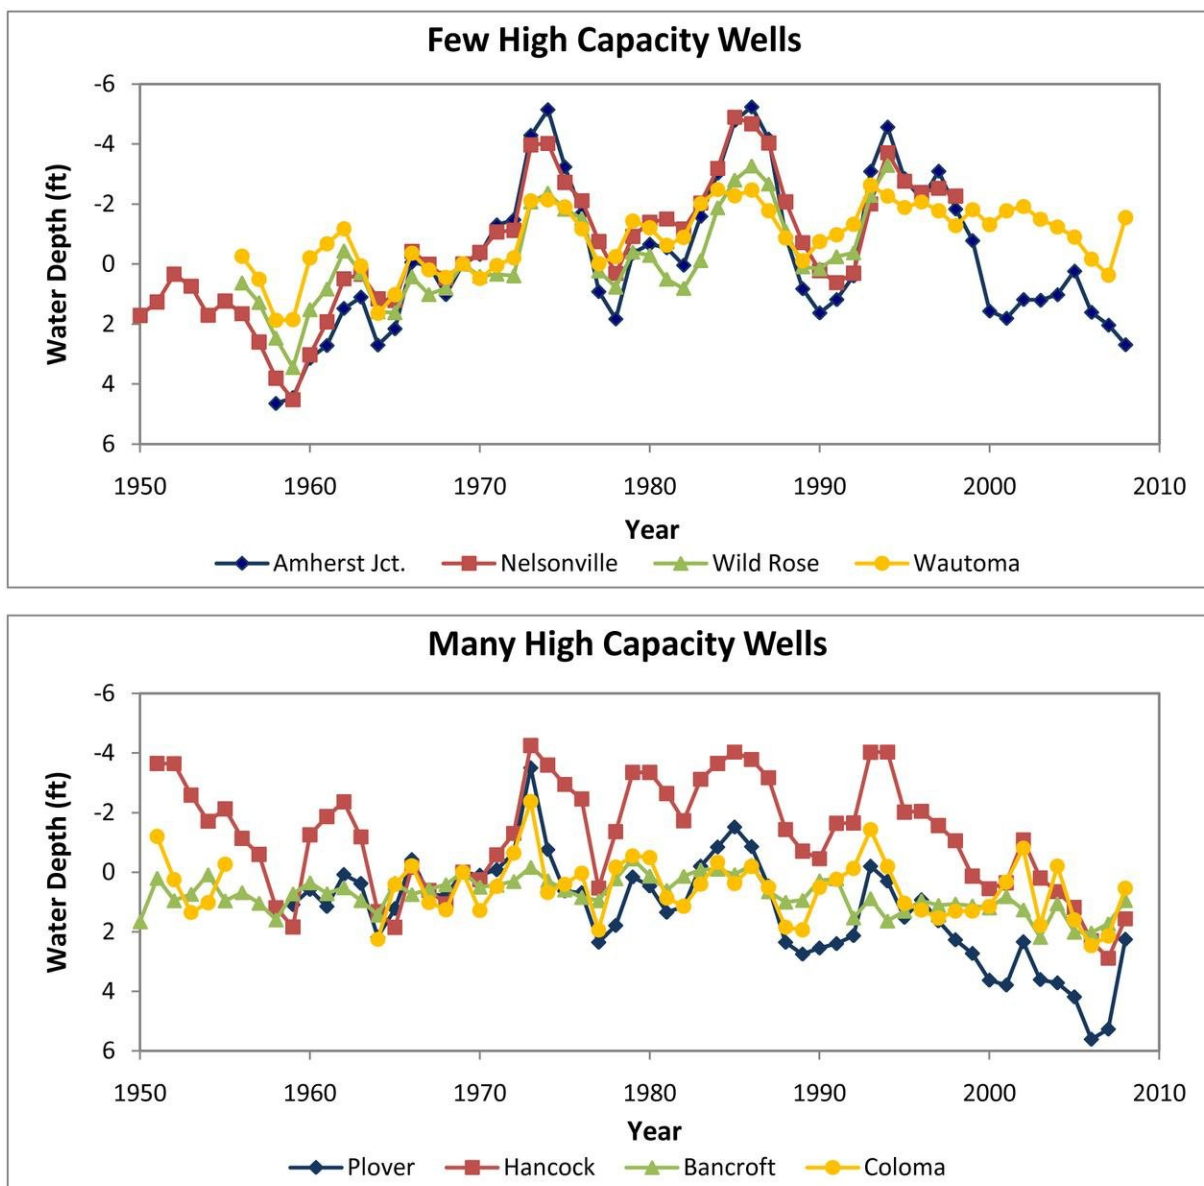 Few High Capacity Wells
-6
-4
-2
0
2
4
6
Water Depth (ft)
1950 1960 1970 1980 1990 2000 2010
Year
Amherst Jct. Nelsonville Wild Rose Wautoma
Many High Capacity Wells
-6
-4
-2
0
2
4
6
Water Depth (ft)
1950 1960 1970 1980 1990 2000 2010
Year
Plover Hancock Bancroft Coloma